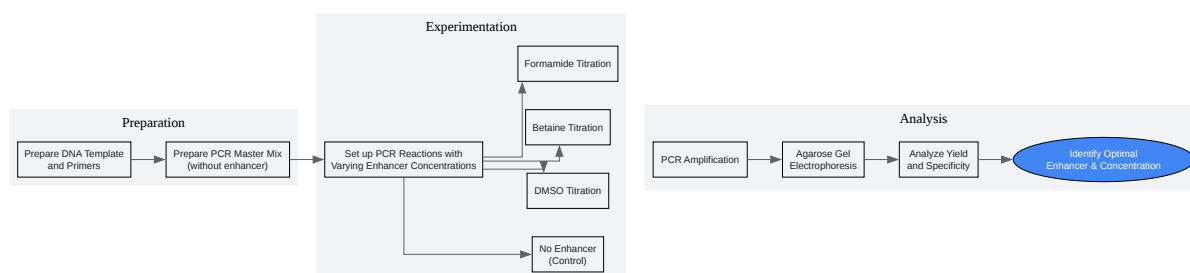 Preparation
Prepare DNA Template
and Primers
Prepare PCR Master Mix
(without enhancer)
Experimentation
Set up PCR Reactions with
Varying Enhancer Concentrations
Formamide Titration
Betaine Titration
DMSO Titration
No Enhancer
(Control)
Analysis
PCR Amplification
Agarose Gel
Electrophoresis
Analyze Yield
and Specificity
Identify Optimal
Enhancer & Concentration